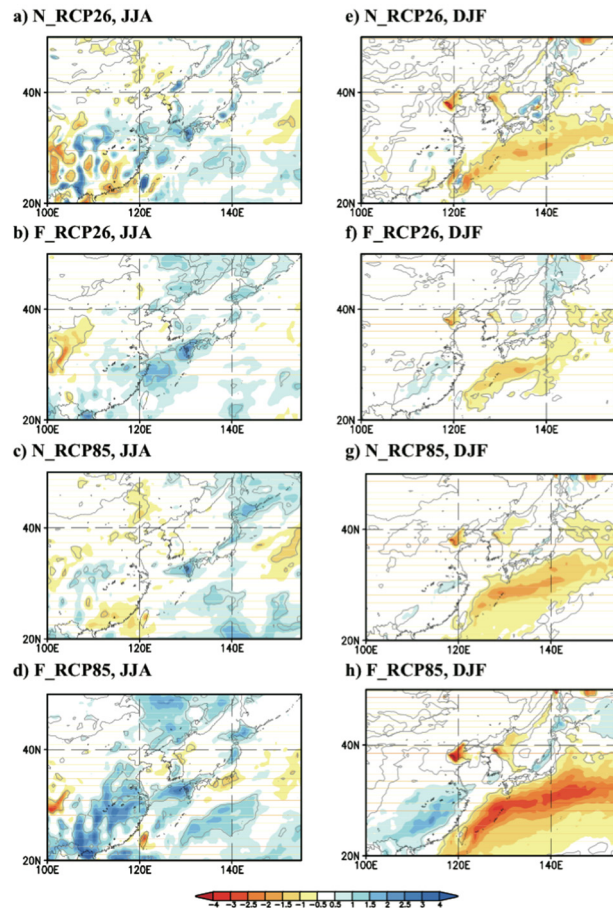 a) N_RCP26, JJA
40N
20N
100E 120E 140E
b) F_RCP26, JJA
40N
20N
100E 120E 140E
c) N_RCP85, JJA
40N
20N
100E 120E 140E
d) F_RCP85, JJA
40N
20N
100E 120E 140E
e) N_RCP26, DJF
40N
20N
100E 120E 140E
f) F_RCP26, DJF
40N
20N
100E 120E 140E
g) N_RCP85, DJF
40N
20N
100E 120E 140E
h) F_RCP85, DJF
40N
20N
100E 120E 140E
-4 -3 -2.5 -2 -1.5 -1 -0.5 0.5 1 1.5 2 2.5 3 4